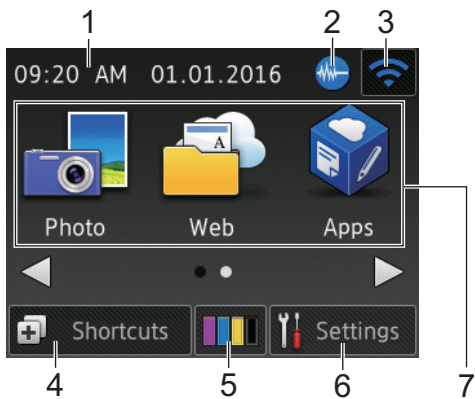 1 2 3
09:20 AM 01.01.2016
A
Photo Web Apps
Shortcuts Settings
4 5 6 7